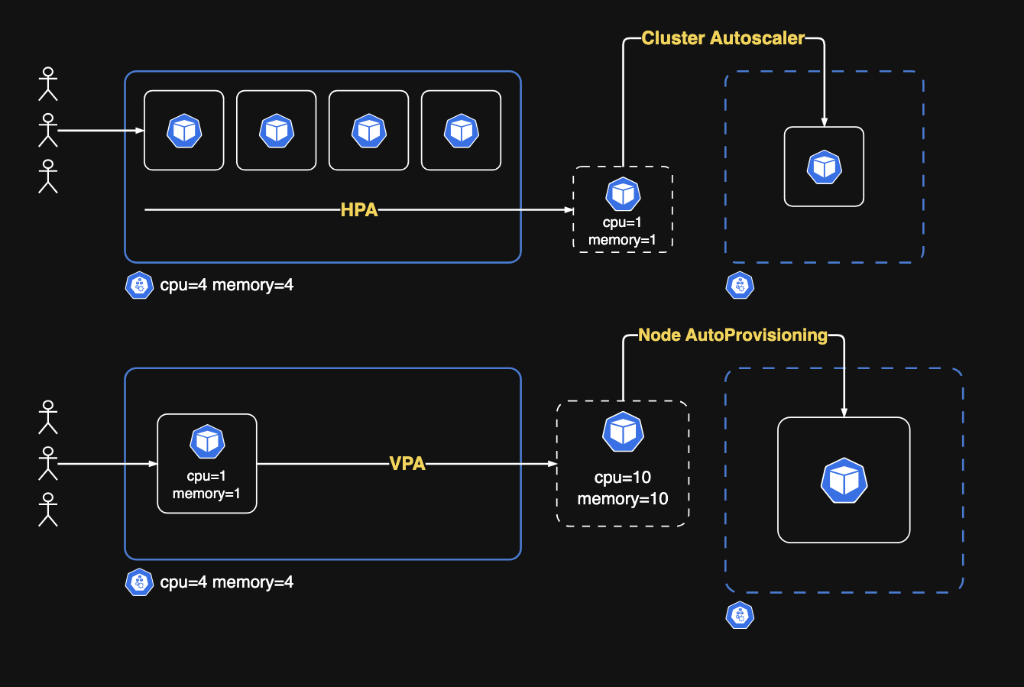 Cluster Autoscaler
HPA
cpu=1
memory=1
cpu=4 memory=4
Node AutoProvisioning
cpu=1
memory=1
VPA
cpu=10
memory=10
cpu=4 memory=4